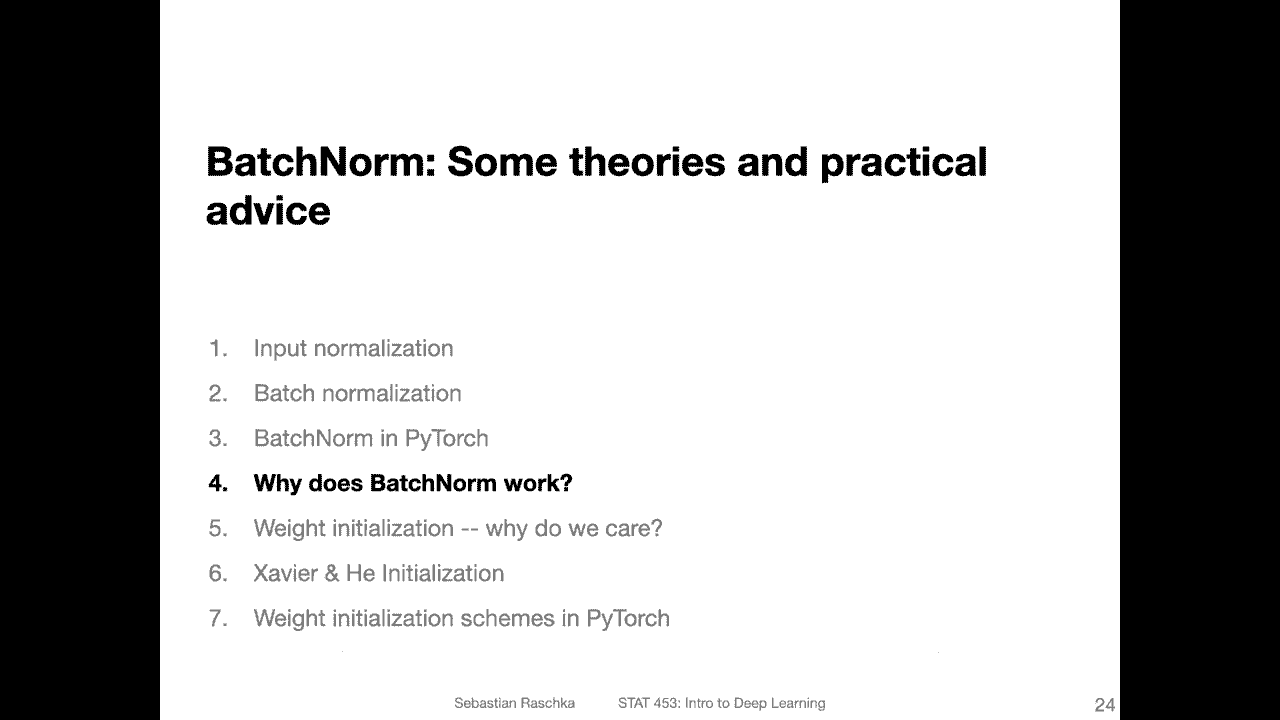 BatchNorm: Some theories and practical
advice
1. Input normalization
2. Batch normalization
3. BatchNorm in PyTorch
4. Why does BatchNorm work?
5. Weight initialization -- why do we care?
6. Xavier & He Initialization
7. Weight initialization schemes in PyTorch
Sebastian Raschka STAT 453: Intro to Deep Learning 24